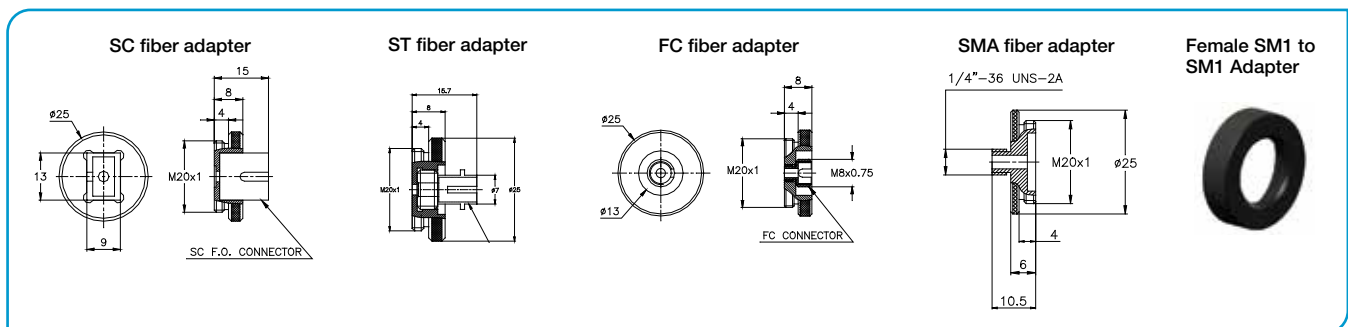 SC fiber adapter
15
8
4
ø25
13
M20x1
9
SC F.O. CONNECTOR
ST fiber adapter
15.7
8
4
M20x1
ø7
ø25
FC fiber adapter
8
4
ø25
M20x1
M8x0.75
ø13
FC CONNECTOR
SMA fiber adapter
1/4"-36 UNS-2A
M20x1
ø25
4
6
10.5
Female SM1 to
SM1 Adapter